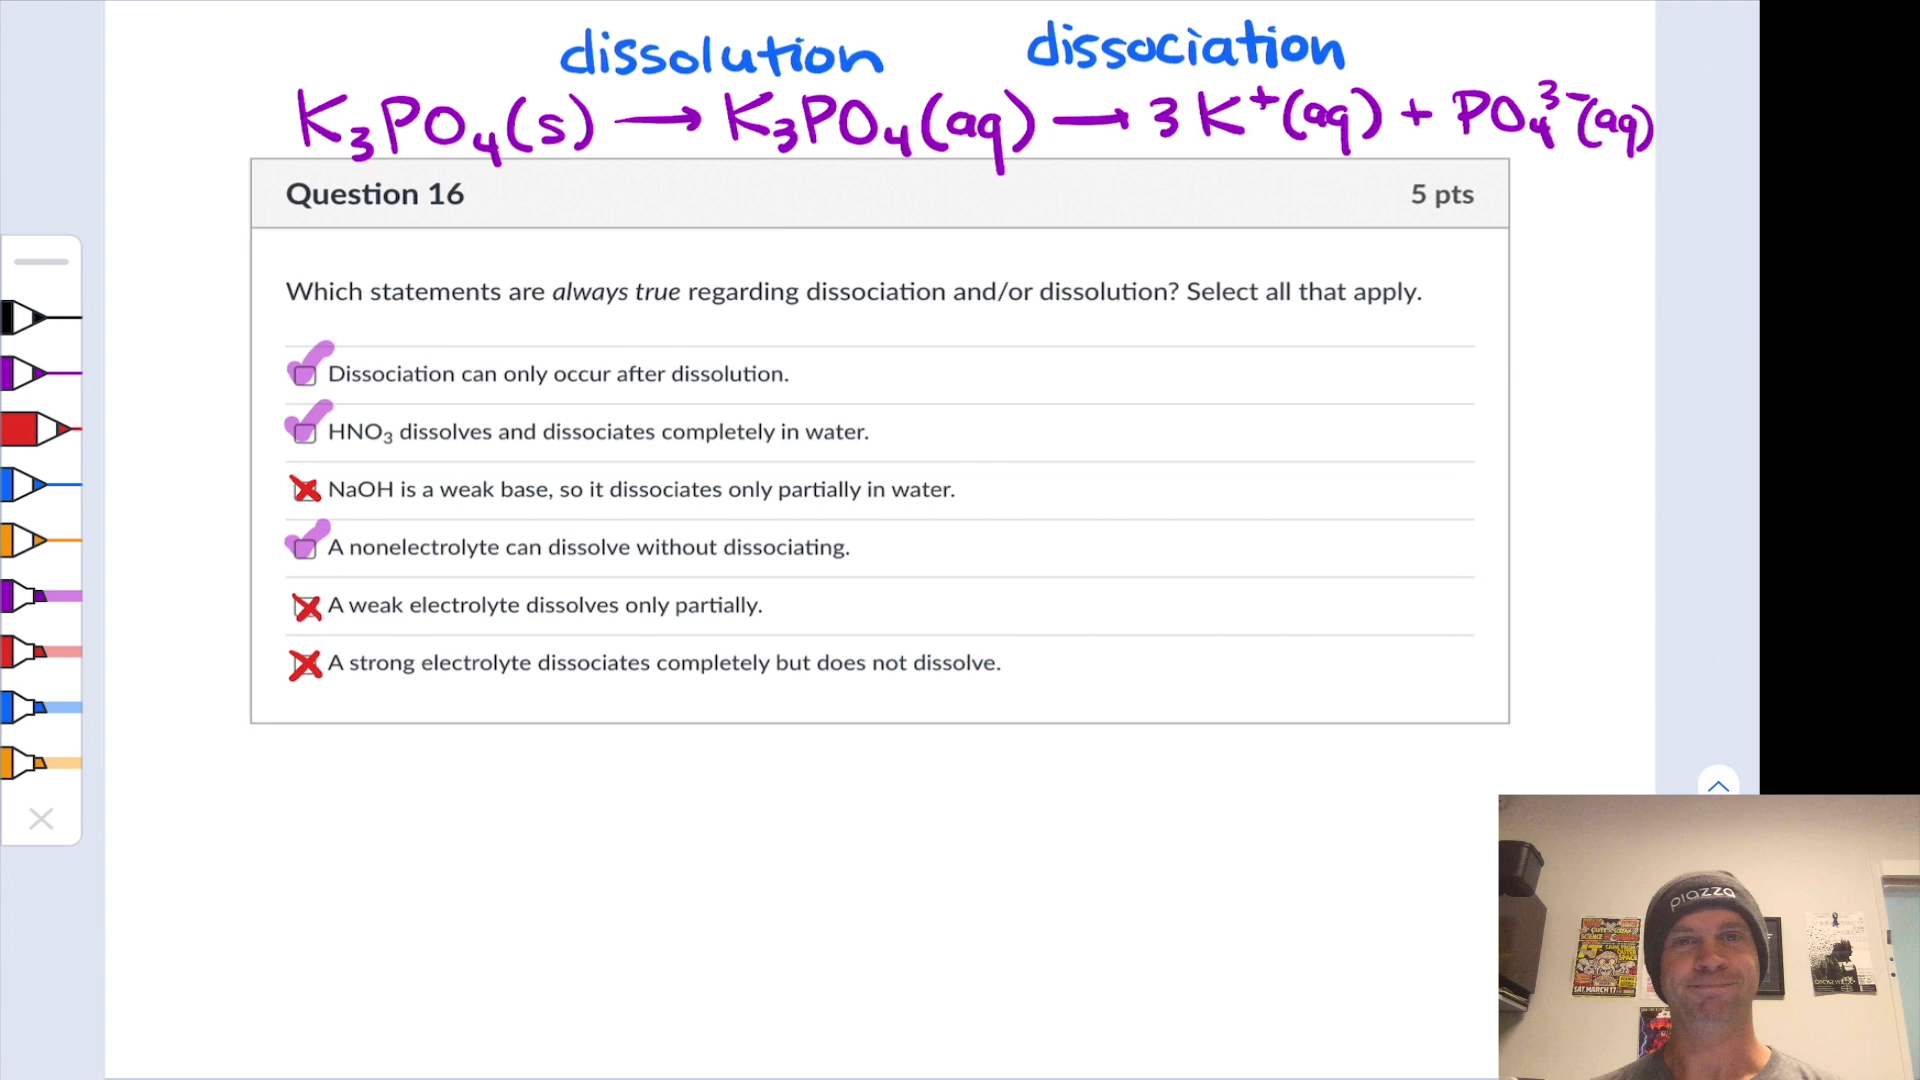 dissolution dissociation
K₃PO₄(s) → K₃PO₄(aq) → 3 K⁺(aq) + PO₄³⁻(aq)
Question 16 5 pts
Which statements are always true regarding dissociation and/or dissolution? Select all that apply.
Dissociation can only occur after dissolution.
HNO₃ dissolves and dissociates completely in water.
NaOH is a weak base, so it dissociates only partially in water.
A nonelectrolyte can dissolve without dissociating.
A weak electrolyte dissolves only partially.
A strong electrolyte dissociates completely but does not dissolve.
piazza
SAT. MARCH 17